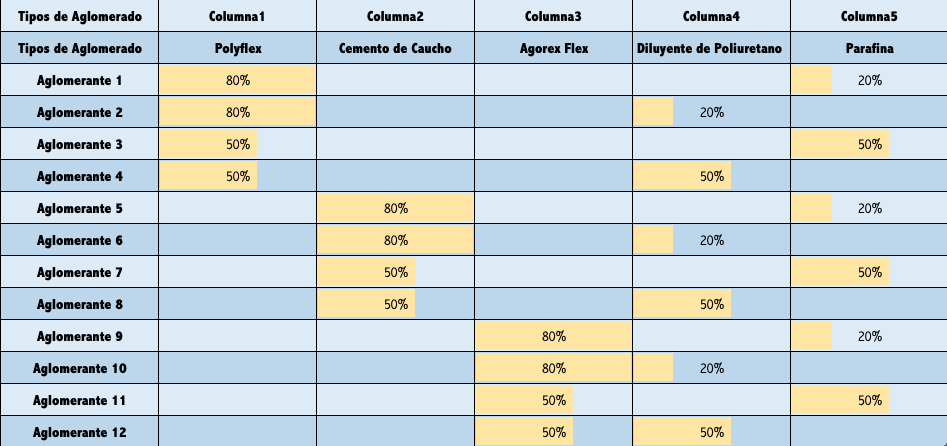 Tipos de Aglomerado Columna1 Columna2 Columna3 Columna4 Columna5
Tipos de Aglomerado Polyflex Cemento de Caucho Agorex Flex Diluyente de Poliuretano Parafina
Aglomerante 1 80% 20%
Aglomerante 2 80% 20%
Aglomerante 3 50% 50%
Aglomerante 4 50% 50%
Aglomerante 5 80% 20%
Aglomerante 6 80% 20%
Aglomerante 7 50% 50%
Aglomerante 8 50% 50%
Aglomerante 9 80% 20%
Aglomerante 10 80% 20%
Aglomerante 11 50% 50%
Aglomerante 12 50% 50%